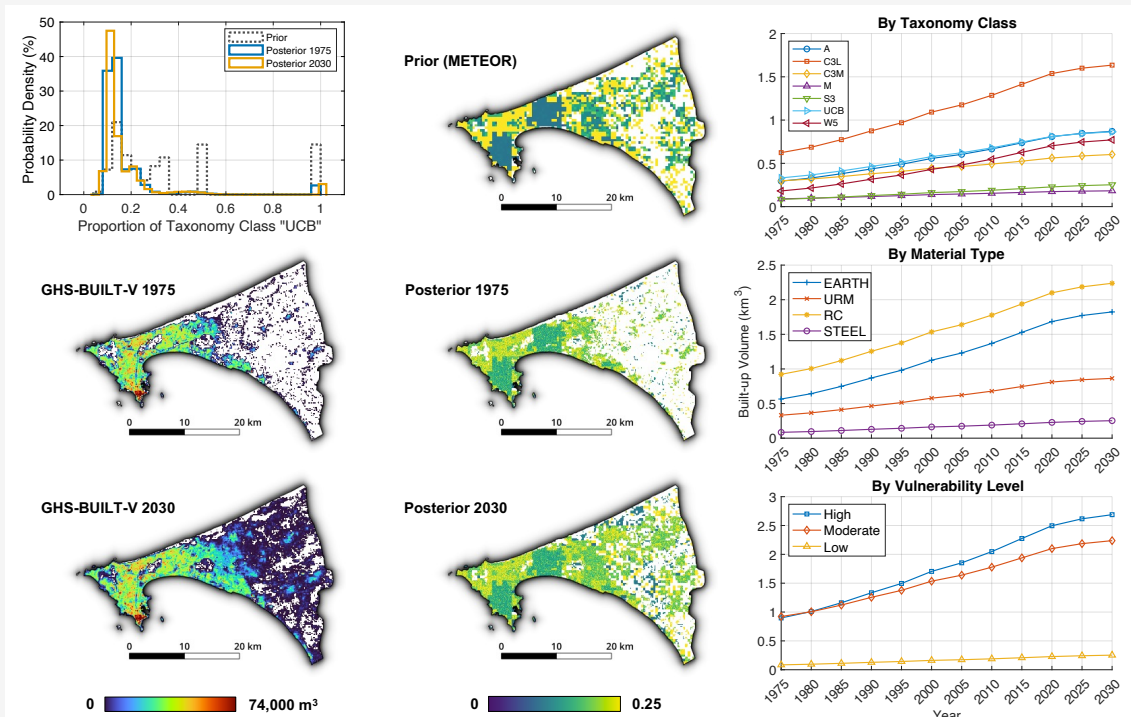 50
40
30
20
10
0
Probability Density (%)
Prior
Posterior 1975
Posterior 2030
0 0.2 0.4 0.6 0.8 1
Proportion of Taxonomy Class "UCB"
Prior (METEOR)
0 10 20 km
By Taxonomy Class
2
1.5
1
0.5
0
A
C3L
C3M
M
S3
UCB
W5
1975 1980 1985 1990 1995 2000 2005 2010 2015 2020 2025 2030
GHS-BUILT-V 1975
0 10 20 km
Posterior 1975
0 10 20 km
By Material Type
2.5
2
1.5
1
0.5
0
Built-up Volume (km³)
EARTH
URM
RC
STEEL
1975 1980 1985 1990 1995 2000 2005 2010 2015 2020 2025 2030
GHS-BUILT-V 2030
0 10 20 km
0 74,000 m³
Posterior 2030
0 10 20 km
0 0.25
By Vulnerability Level
3
2.5
2
1.5
1
0.5
0
High
Moderate
Low
1975 1980 1985 1990 1995 2000 2005 2010 2015 2020 2025 2030
Year